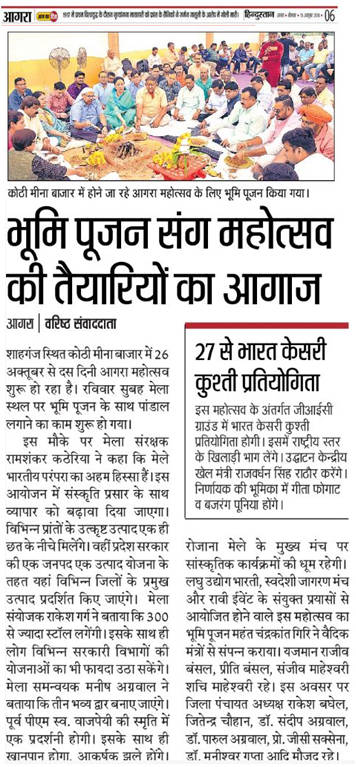 आगरा
हिन्दुस्तान
06
कोठी मीना बाजार में होने जा रहे आगरा महोत्सव के लिए भूमि पूजन किया गया।
भूमि पूजन संग महोत्सव
की तैयारियों का आगाज
आगरा | वरिष्ठ संवाददाता
शाहगंज स्थित कोठी मीना बाजार में 26
अक्तूबर से दस दिनी आगरा महोत्सव
शुरू हो रहा है। रविवार सुबह मेला
स्थल पर भूमि पूजन के साथ पांडाल
लगाने का काम शुरू हो गया।
इस मौके पर मेला संरक्षक
रामशंकर कठेरिया ने कहा कि मेले
भारतीय परंपरा का अहम हिस्सा हैं। इस
आयोजन में संस्कृति प्रसार के साथ
व्यापार को बढ़ावा दिया जाएगा।
विभिन्न प्रांतों के उत्कृष्ट उत्पाद एक ही
छत के नीचे मिलेंगे। वहीं प्रदेश सरकार
की एक जनपद एक उत्पाद योजना के
तहत यहां विभिन्न जिलों के प्रमुख
उत्पाद प्रदर्शित किए जाएंगे। मेला
संयोजक राकेश गर्ग ने बताया कि 300
से ज्यादा स्टॉल लगेंगी। इसके साथ ही
लोग विभिन्न सरकारी विभागों की
योजनाओं का भी फायदा उठा सकेंगे।
मेला समन्वयक मनीष अग्रवाल ने
बताया कि तीन भव्य द्वार बनाए जाएंगे।
पूर्व पीएम स्व. वाजपेयी की स्मृति में
एक प्रदर्शनी होगी। इसके साथ ही
खानपान होगा, आकर्षक झूले होंगे।
27 से भारत केसरी
कुश्ती प्रतियोगिता
इस महोत्सव के अंतर्गत जीआईसी
ग्राउंड में भारत केसरी कुश्ती
प्रतियोगिता होगी। इसमें राष्ट्रीय स्तर
के खिलाड़ी भाग लेंगे। उद्घाटन केन्द्रीय
खेल मंत्री राजवर्धन सिंह राठौर करेंगे।
निर्णायक की भूमिका में गीता फोगाट
व बजरंग पूनिया होंगे।
रोजाना मेले के मुख्य मंच पर
सांस्कृतिक कार्यक्रमों की धूम रहेगी।
लघु उद्योग भारती, स्वदेशी जागरण मंच
और रावी ईवेंट के संयुक्त प्रयासों से
आयोजित होने वाले इस महोत्सव का
भूमि पूजन महंत चंद्रकांत गिरि ने वैदिक
मंत्रों से संपन्न कराया। यजमान राजीव
बंसल, प्रीति बंसल, संजीव माहेश्वरी
शचि माहेश्वरी रहे। इस अवसर पर
जिला पंचायत अध्यक्ष राकेश बघेल,
जितेन्द्र चौहान, डॉ. संदीप अग्रवाल,
डॉ. पारुल अग्रवाल, प्रो. जीसी सक्सेना,
डॉ. मनीश्वर गुप्ता आदि मौजूद रहे।